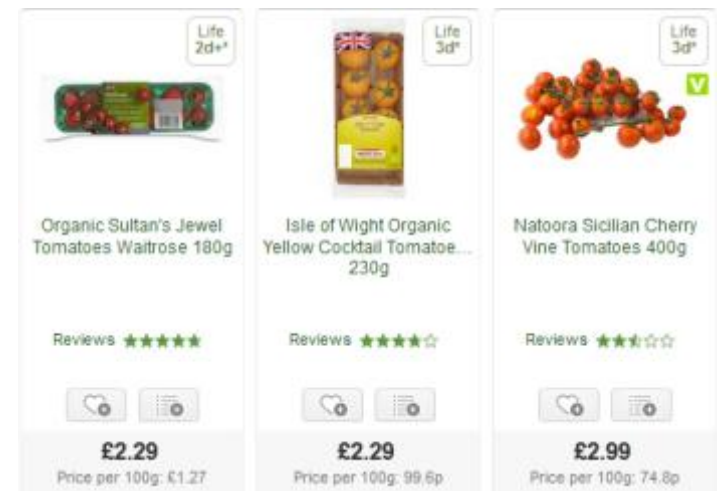 Life
2d+*
Life
3d*
Life
3d*
V
Organic Sultan's Jewel
Tomatoes Waitrose 180g
Isle of Wight Organic
Yellow Cocktail Tomatoe...
230g
Natoora Sicilian Cherry
Vine Tomatoes 400g
Reviews
Reviews
Reviews
£2.29
Price per 100g: £1.27
£2.29
Price per 100g: 99.6p
£2.99
Price per 100g: 74.8p